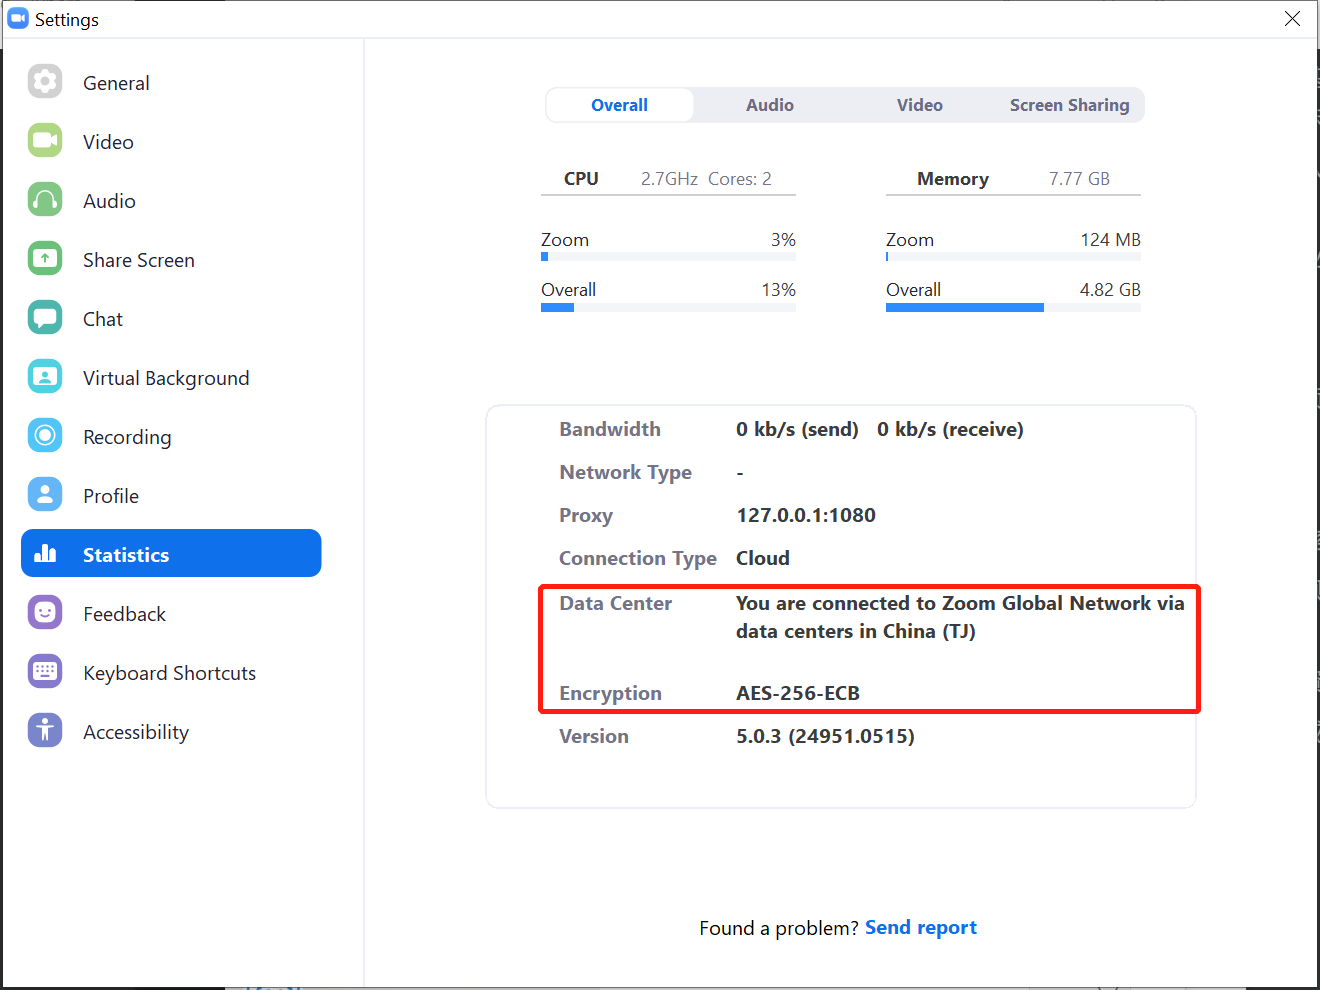 Settings
General
Video
Audio
Share Screen
Chat
Virtual Background
Recording
Profile
Statistics
Feedback
Keyboard Shortcuts
Accessibility
Overall Audio Video Screen Sharing
CPU 2.7GHz Cores: 2
Zoom 3%
Overall 13%
Memory 7.77 GB
Zoom 124 MB
Overall 4.82 GB
Bandwidth 0 kb/s (send) 0 kb/s (receive)
Network Type -
Proxy 127.0.0.1:1080
Connection Type Cloud
Data Center You are connected to Zoom Global Network via
data centers in China (TJ)
Encryption AES-256-ECB
Version 5.0.3 (24951.0515)
Found a problem? Send report